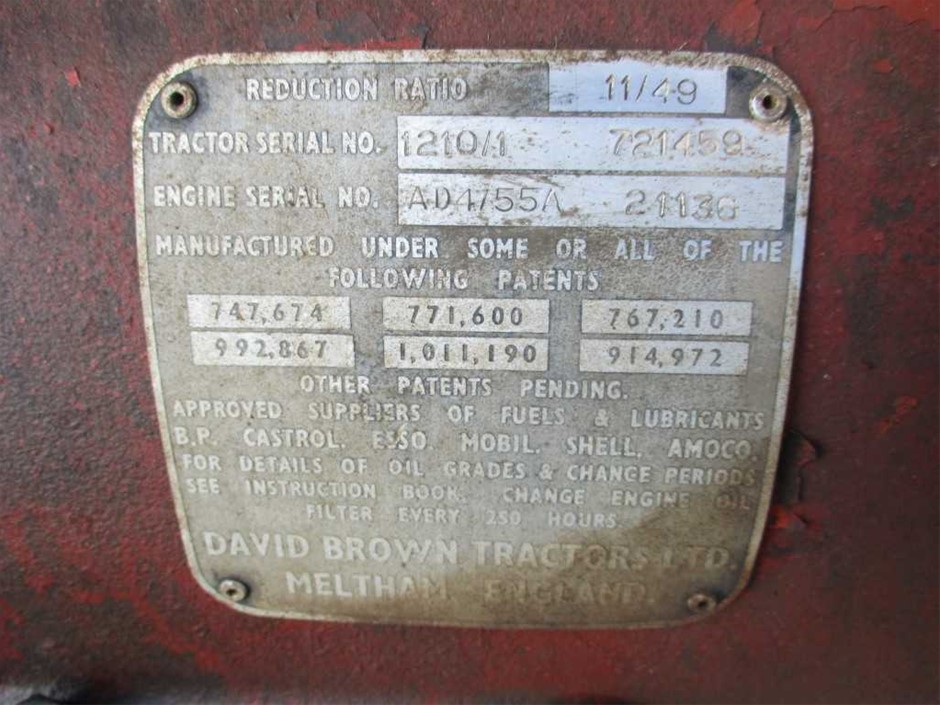 REDUCTION RATIO 11/49
TRACTOR SERIAL NO. 1210/1 721459
ENGINE SERIAL NO. AD4/55A 21136
MANUFACTURED UNDER SOME OR ALL OF THE
FOLLOWING PATENTS
747,674 771,600 767,210
992,867 1,011,190 914,972
OTHER PATENTS PENDING.
APPROVED SUPPLIERS OF FUELS & LUBRICANTS
B.P. CASTROL. ESSO MOBIL. SHELL, AMOCO.
FOR DETAILS OF OIL GRADES & CHANGE PERIODS
SEE INSTRUCTION BOOK. CHANGE ENGINE OIL
FILTER EVERY 250 HOURS.
DAVID BROWN TRACTORS LTD.
MELTHAM, ENGLAND.